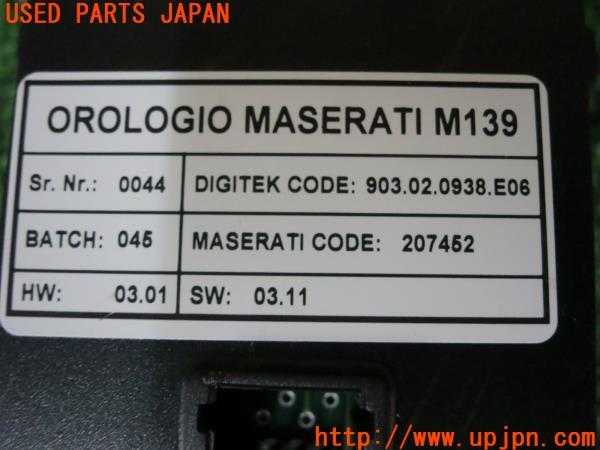 USED PARTS JAPAN
OROLOGIO MASERATI M139
Sr. Nr.: 0044 DIGITEK CODE: 903.02.0938.E06
BATCH: 045 MASERATI CODE: 207452
HW: 03.01 SW: 03.11
http://www.upjpn.com